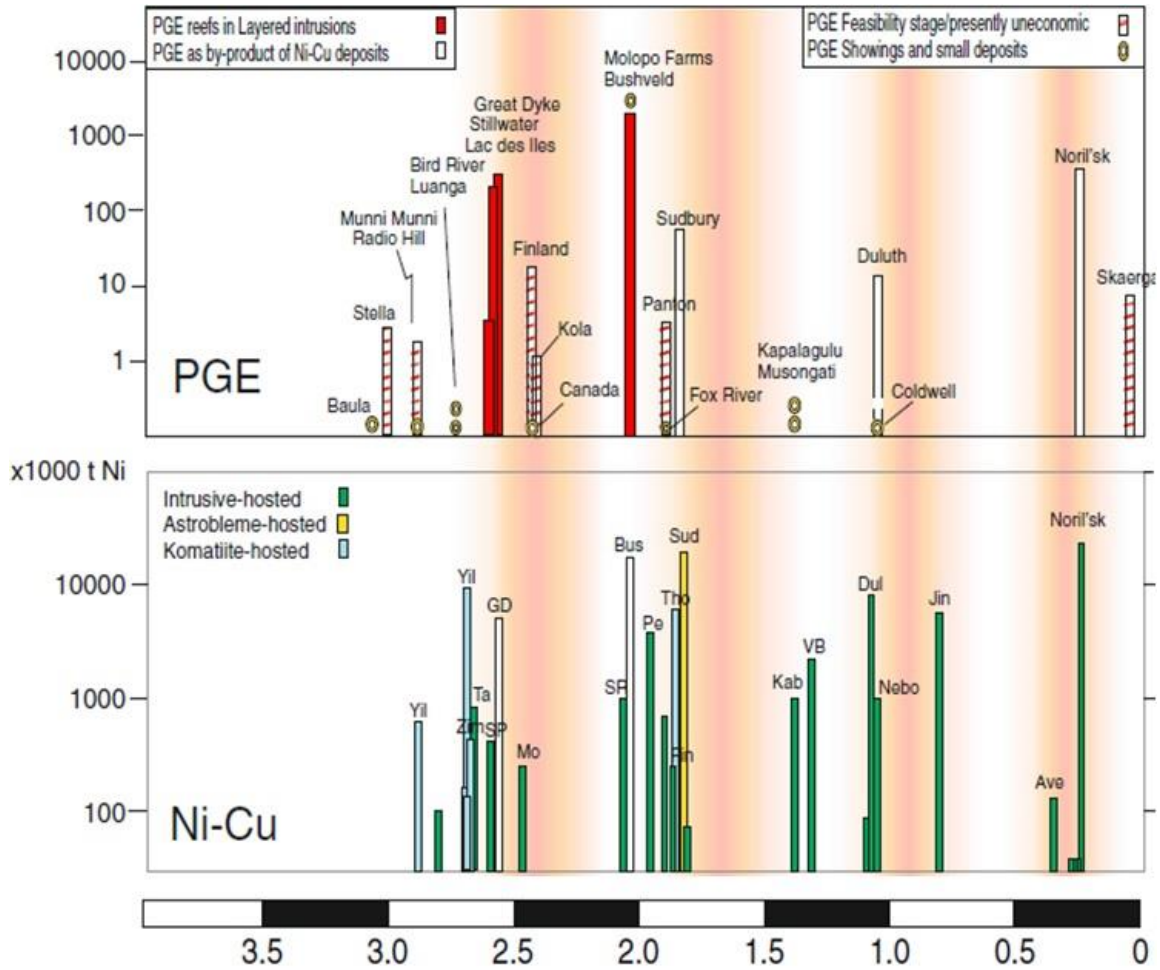 PGE reefs in Layered intrusions
PGE as by-product of Ni-Cu deposits
PGE Feasibility stage/presently uneconomic
PGE Showings and small deposits
10000
1000
100
10
1
PGE
Baula
Stella
Munni Munni
Radio Hill
Bird River
Luanga
Great Dyke
Stillwater
Lac des Iles
Finland
Kola
Canada
Molopo Farms
Bushveld
Sudbury
Panton
Fox River
Kapalagulu
Musongati
Duluth
Coldwell
Noril'sk
Skaerga
x1000 t Ni
Intrusive-hosted
Astrobleme-hosted
Komatiite-hosted
10000
1000
100
Ni-Cu
Yil
Yil
Zim
Ta
SP
GD
Mo
SP
Bus
Pe
Tho
Rin
Sud
Kab
VB
Dul
Nebo
Jin
Ave
Noril'sk
3.5 3.0 2.5 2.0 1.5 1.0 0.5 0